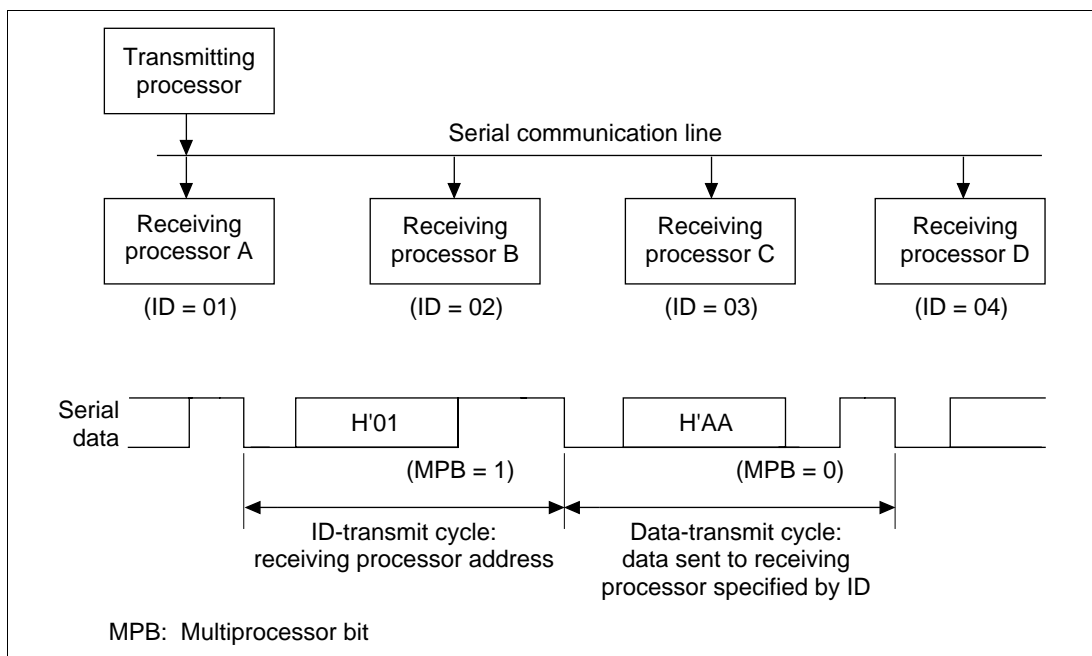 Transmitting
processor
Serial communication line
Receiving
processor A
Receiving
processor B
Receiving
processor C
Receiving
processor D
(ID = 01)
(ID = 02)
(ID = 03)
(ID = 04)
Serial
data
H'01
H'AA
(MPB = 1)
(MPB = 0)
ID-transmit cycle:
receiving processor address
Data-transmit cycle:
data sent to receiving
processor specified by ID
MPB: Multiprocessor bit